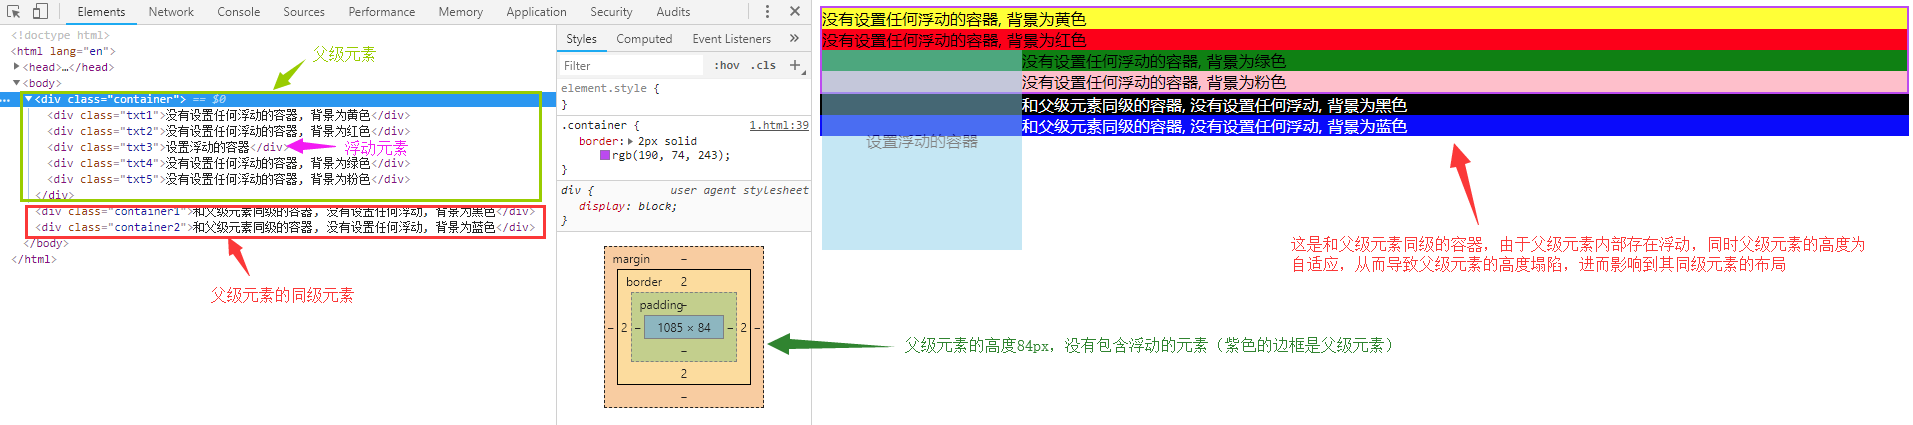 Elements Network Console Sources Performance Memory Application Security Audits
<!doctype html>
<html lang="en">
<head>…</head>
<body>
<div class="container"> == $0
<div class="txt1">没有设置任何浮动的容器, 背景为黄色</div>
<div class="txt2">没有设置任何浮动的容器, 背景为红色</div>
<div class="txt3">设置浮动的容器</div>
<div class="txt4">没有设置任何浮动的容器, 背景为绿色</div>
<div class="txt5">没有设置任何浮动的容器, 背景为粉色</div>
</div>
<div class="container1">和父级元素同级的容器, 没有设置任何浮动, 背景为黑色</div>
<div class="container2">和父级元素同级的容器, 没有设置任何浮动, 背景为蓝色</div>
</body>
</html>
父级元素
浮动元素
父级元素的同级元素
Styles Computed Event Listeners »
Filter :hov .cls +
element.style {
}
.container { 1.html:39
border: 2px solid
rgb(190, 74, 243);
}
div { user agent stylesheet
display: block;
}
margin –
border 2
padding –
– 2 – 1085 × 84 – 2 –
–
2
–
没有设置任何浮动的容器, 背景为黄色
没有设置任何浮动的容器, 背景为红色
没有设置任何浮动的容器, 背景为绿色
没有设置任何浮动的容器, 背景为粉色
和父级元素同级的容器, 没有设置任何浮动, 背景为黑色
和父级元素同级的容器, 没有设置任何浮动, 背景为蓝色
设置浮动的容器
这是和父级元素同级的容器，由于父级元素内部存在浮动，同时父级元素的高度为
自适应，从而导致父级元素的高度塌陷，进而影响到其同级元素的布局
父级元素的高度84px，没有包含浮动的元素（紫色的边框是父级元素）